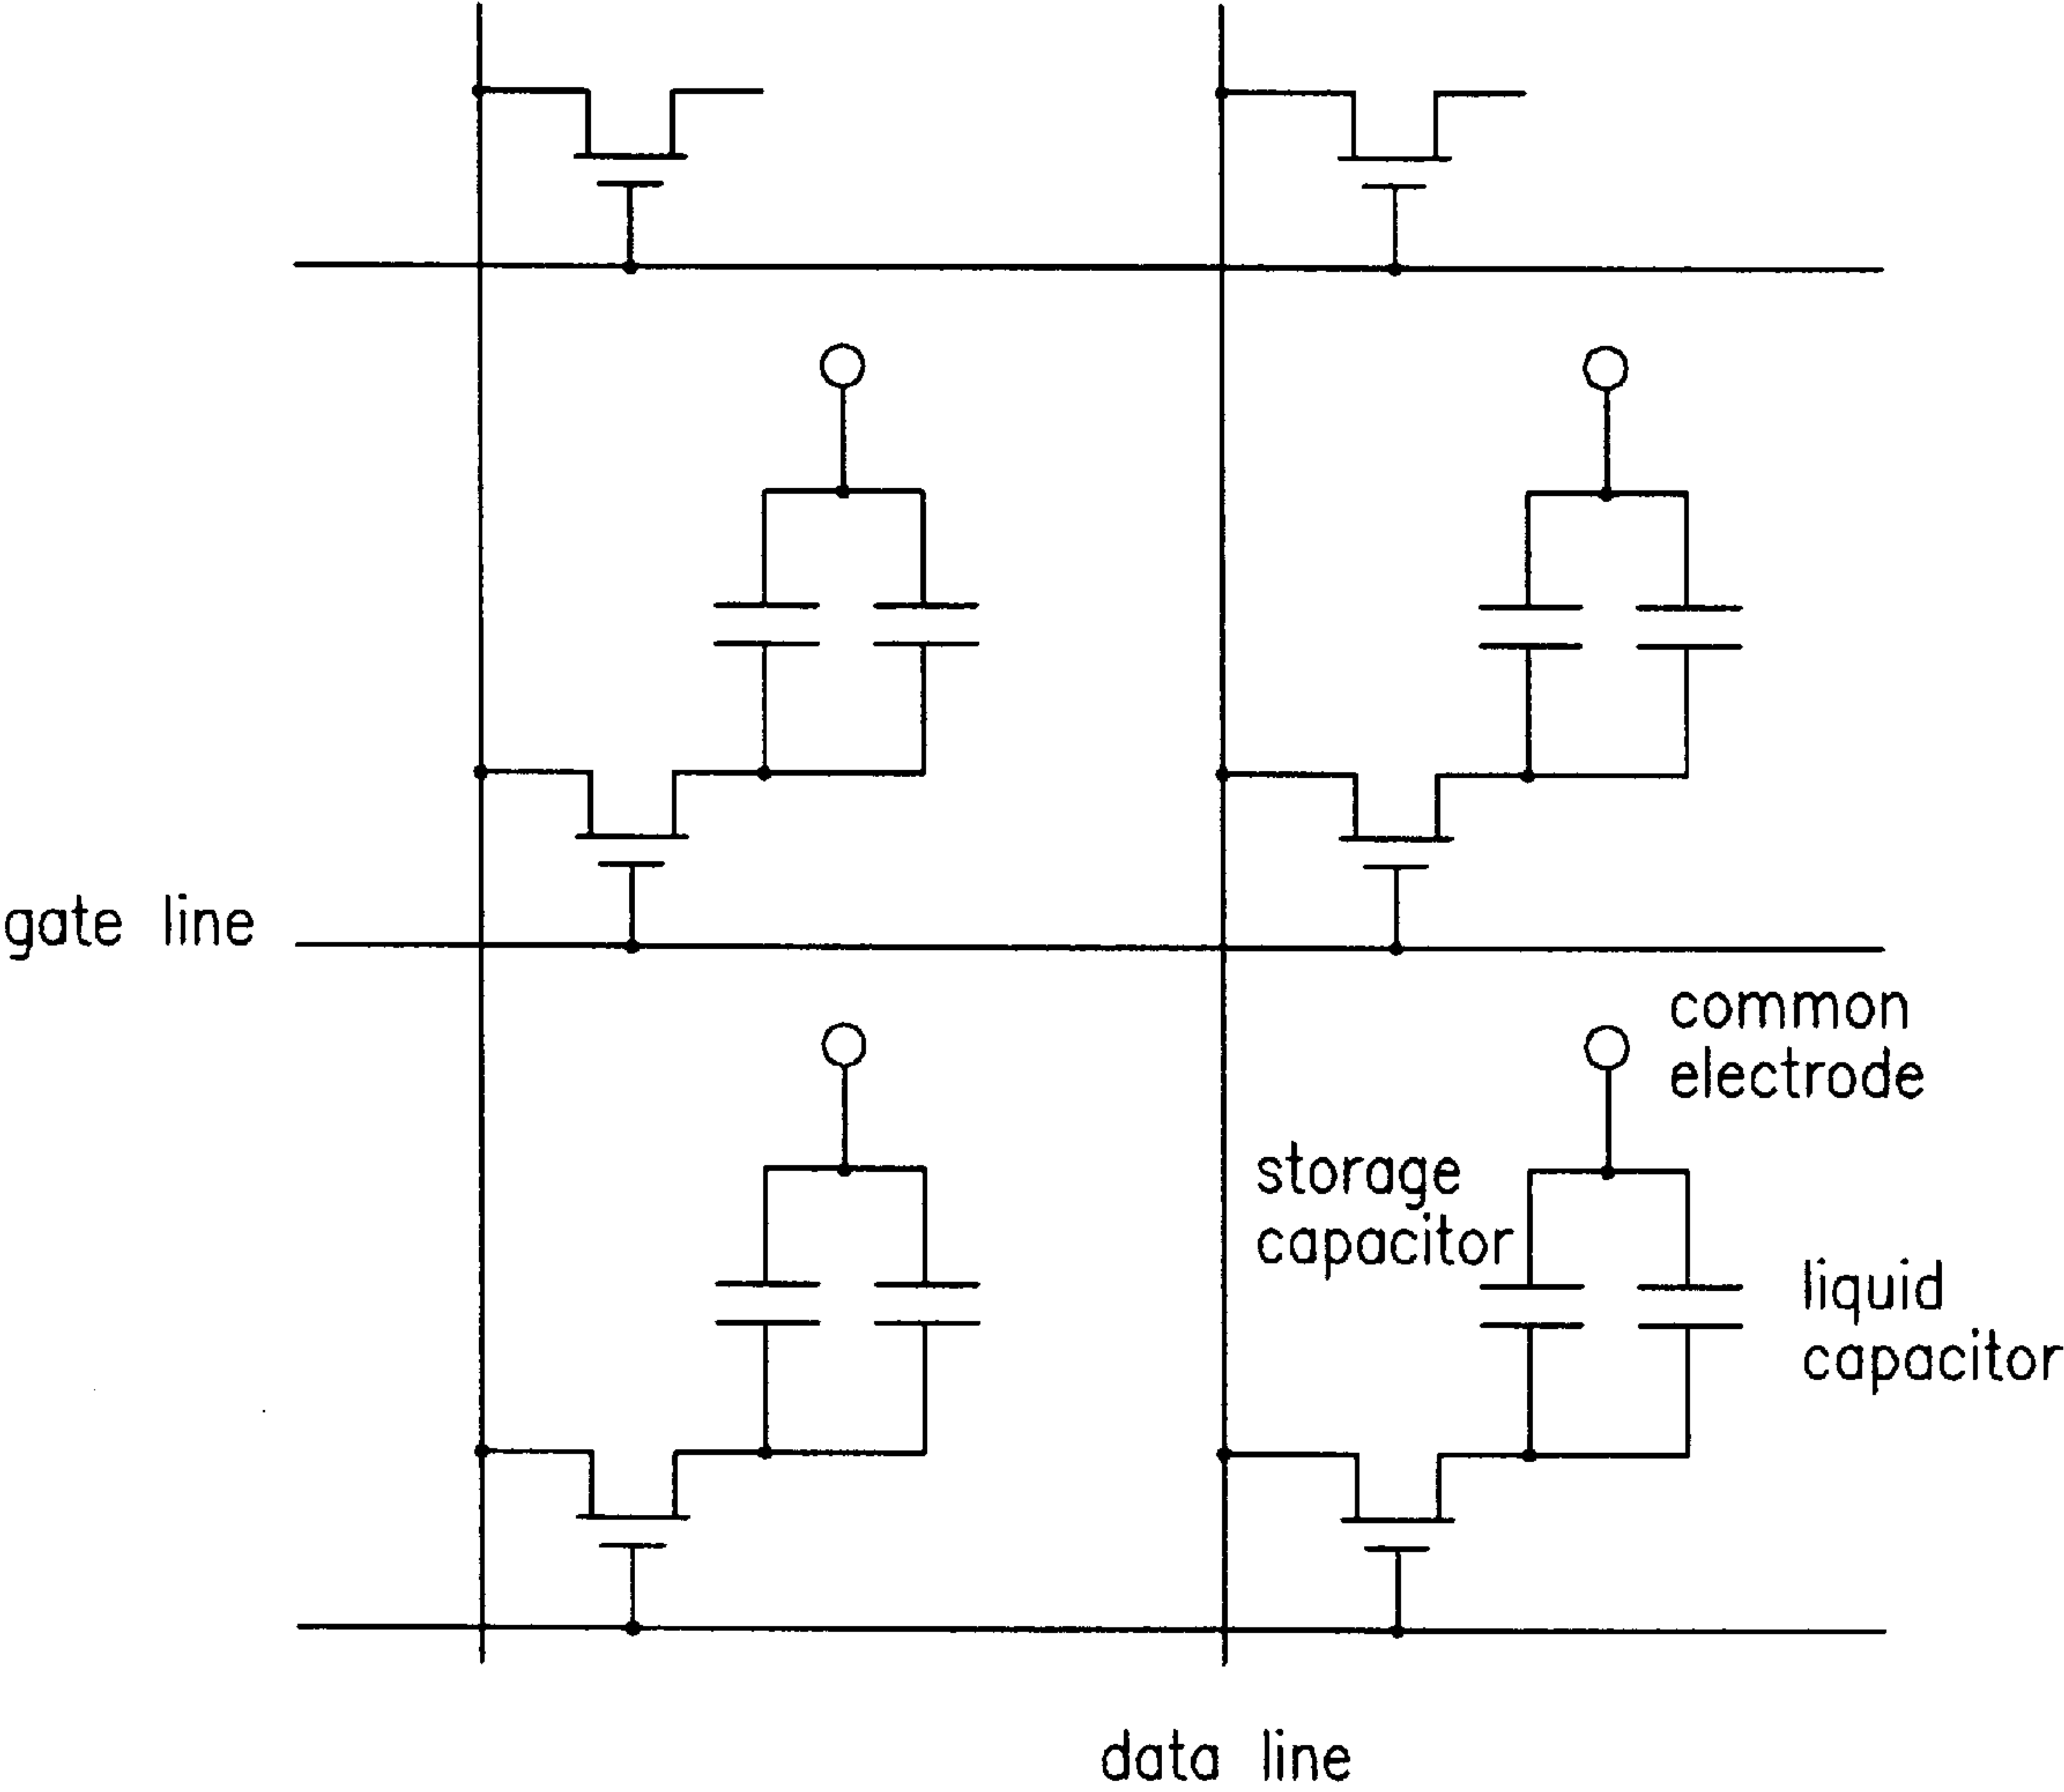 gate line
common
electrode
storage
capacitor
liquid
capacitor
data line